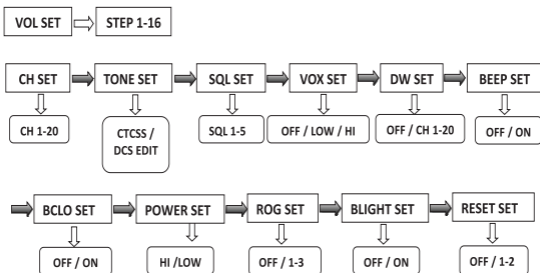 VOL SET STEP 1-16
CH SET TONE SET SQL SET VOX SET DW SET BEEP SET
CH 1-20 CTCSS / DCS EDIT SQL 1-5 OFF / LOW / HI OFF / CH 1-20 OFF / ON
BCLO SET POWER SET ROG SET BLIGHT SET RESET SET
OFF / ON HI /LOW OFF / 1-3 OFF / ON OFF / 1-2